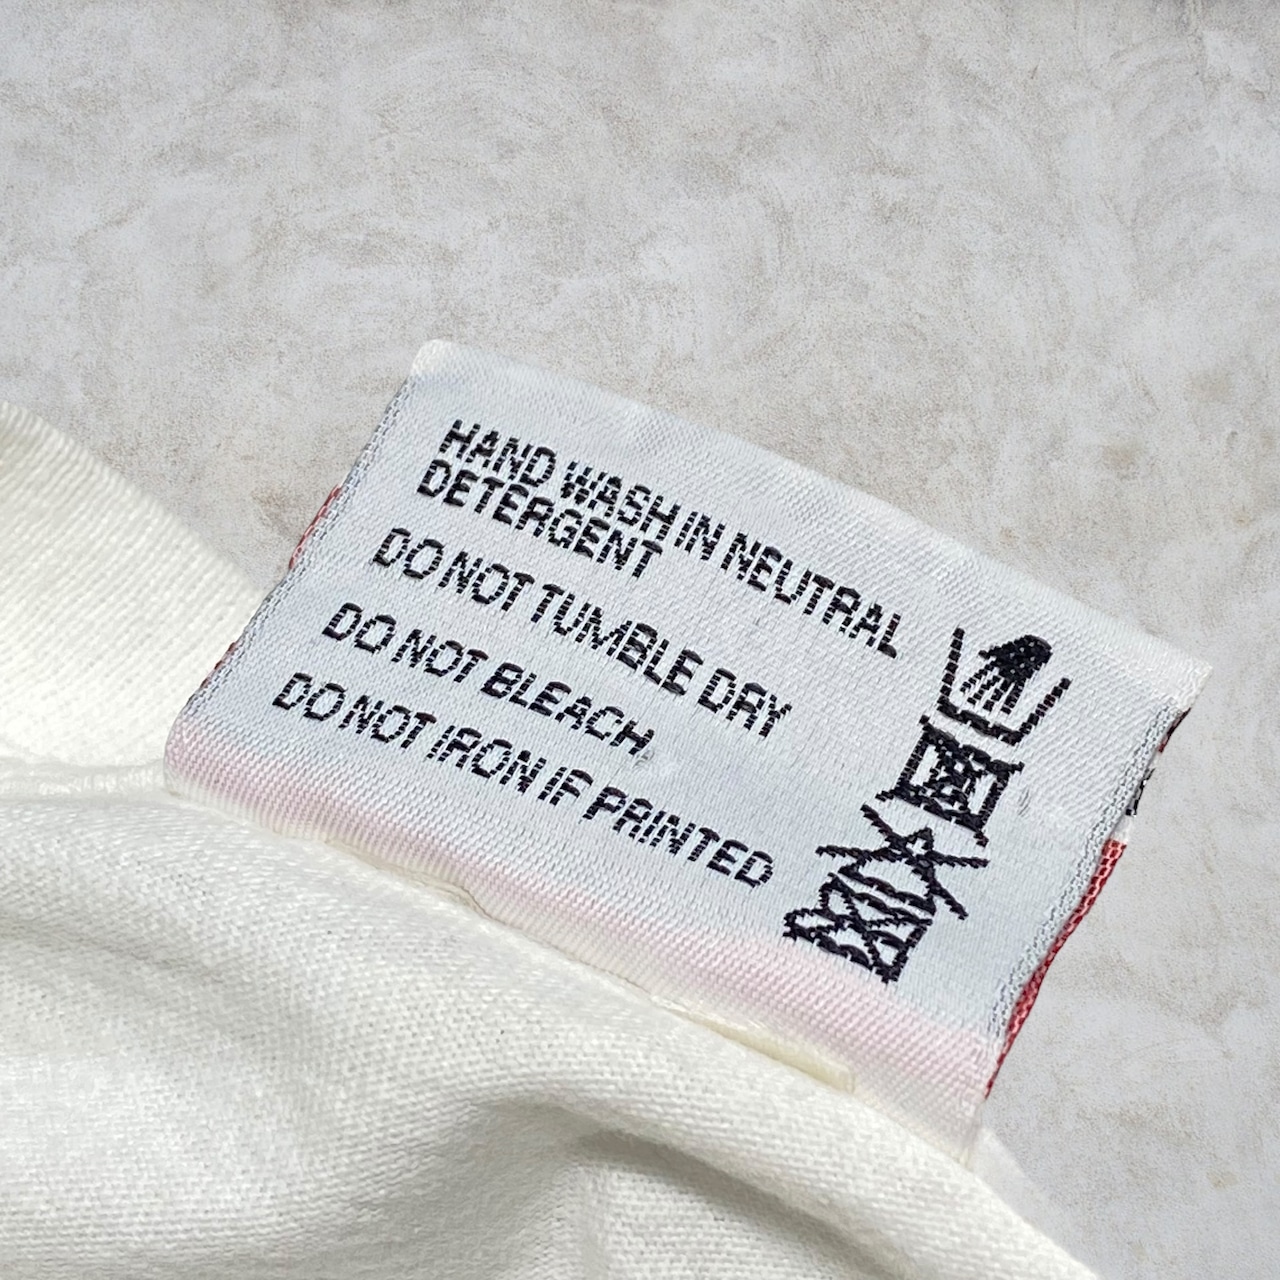 HAND WASH IN NEUTRAL
DETERGENT
DO NOT TUMBLE DRY
DO NOT BLEACH
DO NOT IRON IF PRINTED